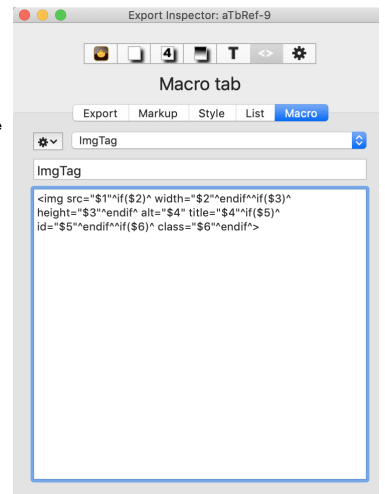 Export Inspector: aTbRef-9
4 T <>
Macro tab
Export Markup Style List Macro
e
ImgTag
ImgTag
<img src="$1"^if($2)^ width="$2"^endif^^if($3)^
height="$3"^endif^ alt="$4" title="$4"^if($5)^
id="$5"^endif^^if($6)^ class="$6"^endif^>